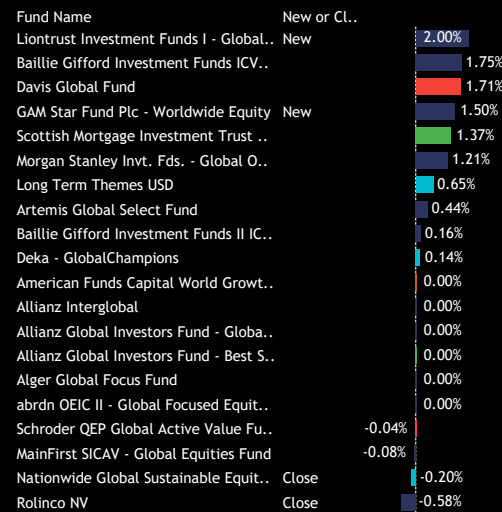 Fund Name New or Cl..
Liontrust Investment Funds I - Global.. New 2.00%
Baillie Gifford Investment Funds ICV.. 1.75%
Davis Global Fund 1.71%
GAM Star Fund Plc - Worldwide Equity New 1.50%
Scottish Mortgage Investment Trust .. 1.37%
Morgan Stanley Invt. Fds. - Global O.. 1.21%
Long Term Themes USD 0.65%
Artemis Global Select Fund 0.44%
Baillie Gifford Investment Funds II IC.. 0.16%
Deka - GlobalChampions 0.14%
American Funds Capital World Growt.. 0.00%
Allianz Interglobal 0.00%
Allianz Global Investors Fund - Globa.. 0.00%
Allianz Global Investors Fund - Best S.. 0.00%
Alger Global Focus Fund 0.00%
abrdn OEIC II - Global Focused Equit.. 0.00%
Schroder QEP Global Active Value Fu.. -0.04%
MainFirst SICAV - Global Equities Fund -0.08%
Nationwide Global Sustainable Equit.. Close -0.20%
Rolinco NV Close -0.58%